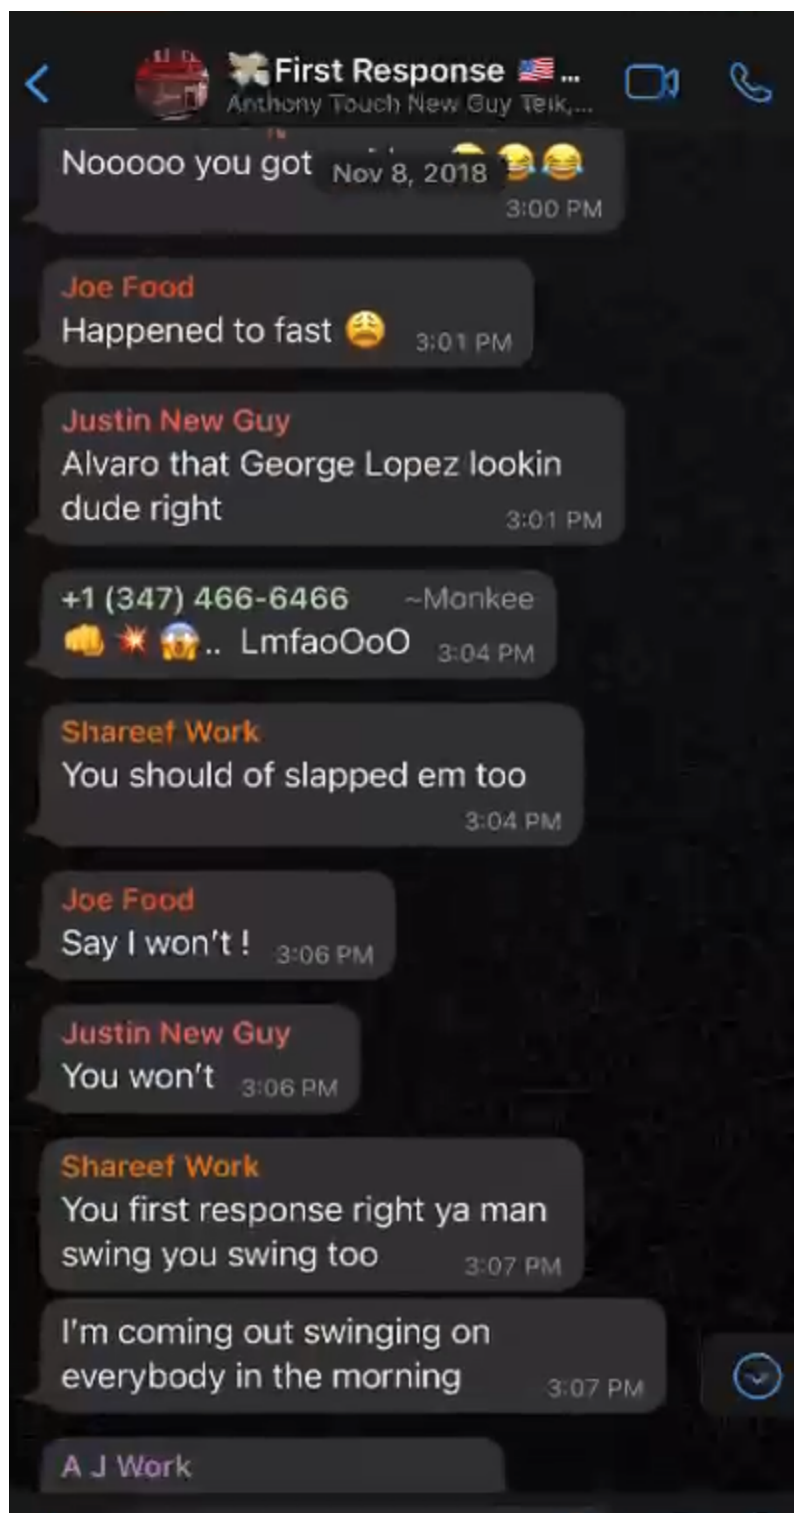 First Response 🇺🇸 ...
Anthony Touch New Guy Teik,...
Nooooo you got 😂😂
Nov 8, 2018
3:00 PM
Joe Food
Happened to fast 😩 3:01 PM
Justin New Guy
Alvaro that George Lopez lookin
dude right 3:01 PM
+1 (347) 466-6466 ~Monkee
👊 💥 😱.. LmfaoOoO 3:04 PM
Shareef Work
You should of slapped em too
3:04 PM
Joe Food
Say I won't ! 3:06 PM
Justin New Guy
You won't 3:06 PM
Shareef Work
You first response right ya man
swing you swing too 3:07 PM
I'm coming out swinging on
everybody in the morning 3:07 PM
A J Work